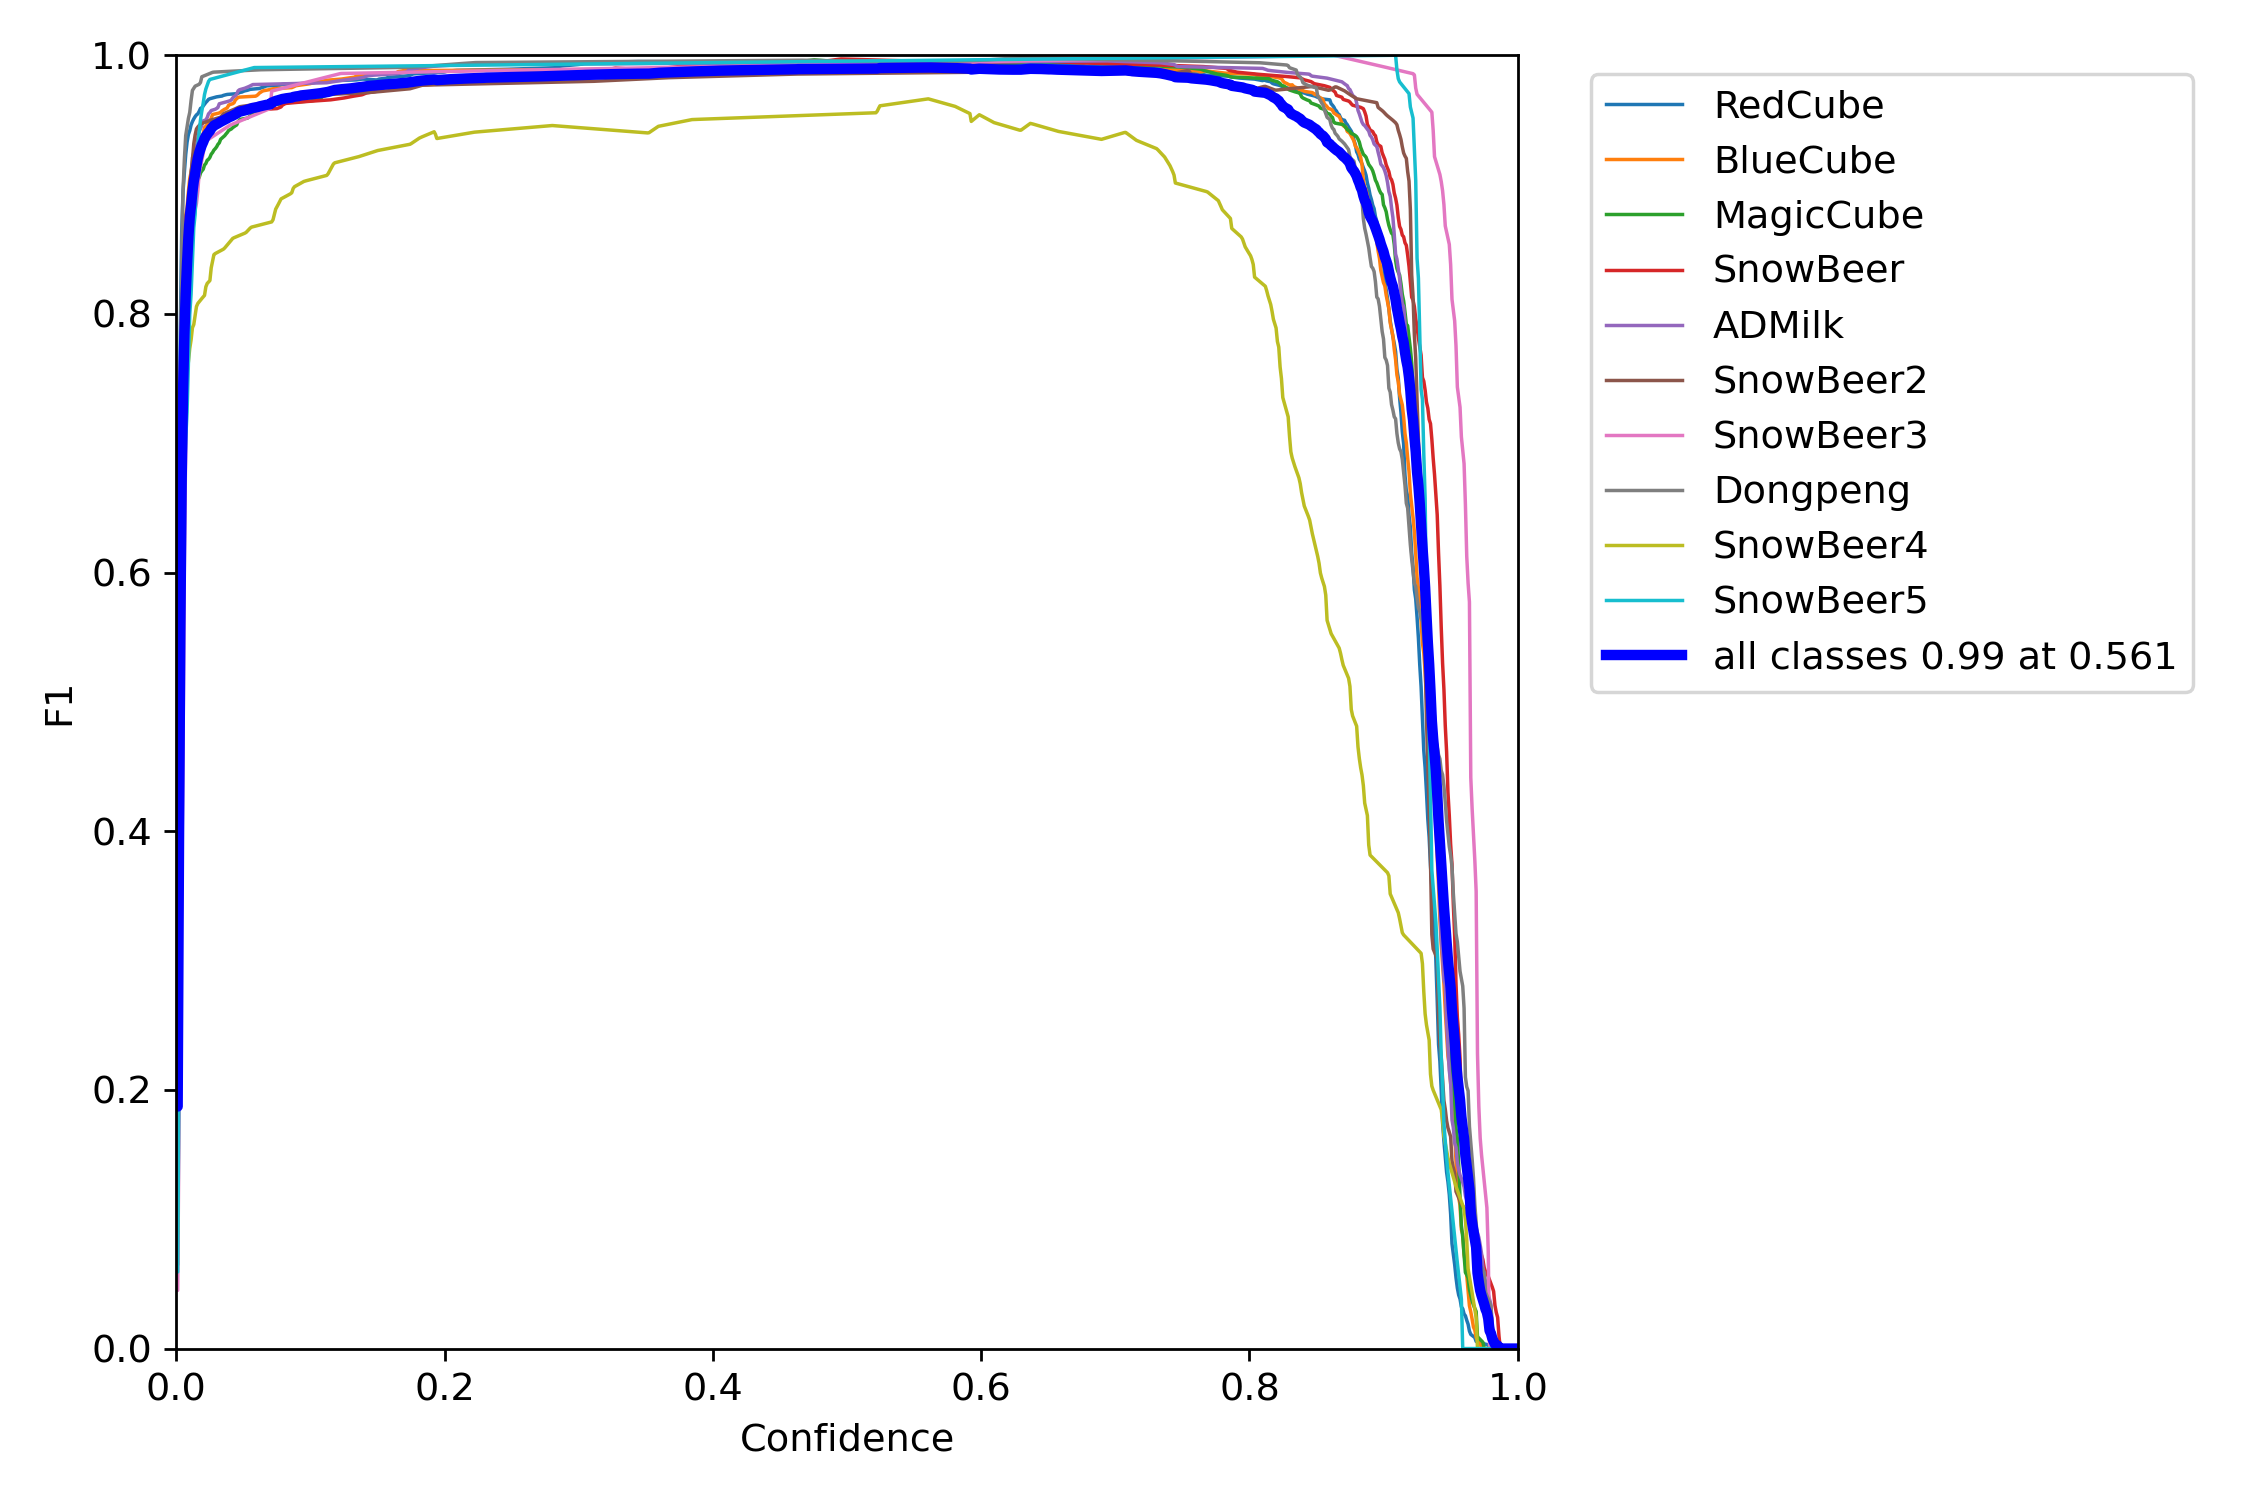 1.0
0.8
0.6
0.4
0.2
0.0
F1
0.0 0.2 0.4 0.6 0.8 1.0
Confidence
RedCube
BlueCube
MagicCube
SnowBeer
ADMilk
SnowBeer2
SnowBeer3
Dongpeng
SnowBeer4
SnowBeer5
all classes 0.99 at 0.561